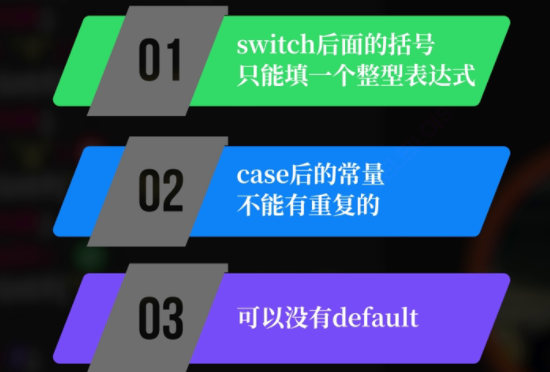 01
switch后面的括号
只能填一个整型表达式
02
case后的常量
不能有重复的
03
可以没有default